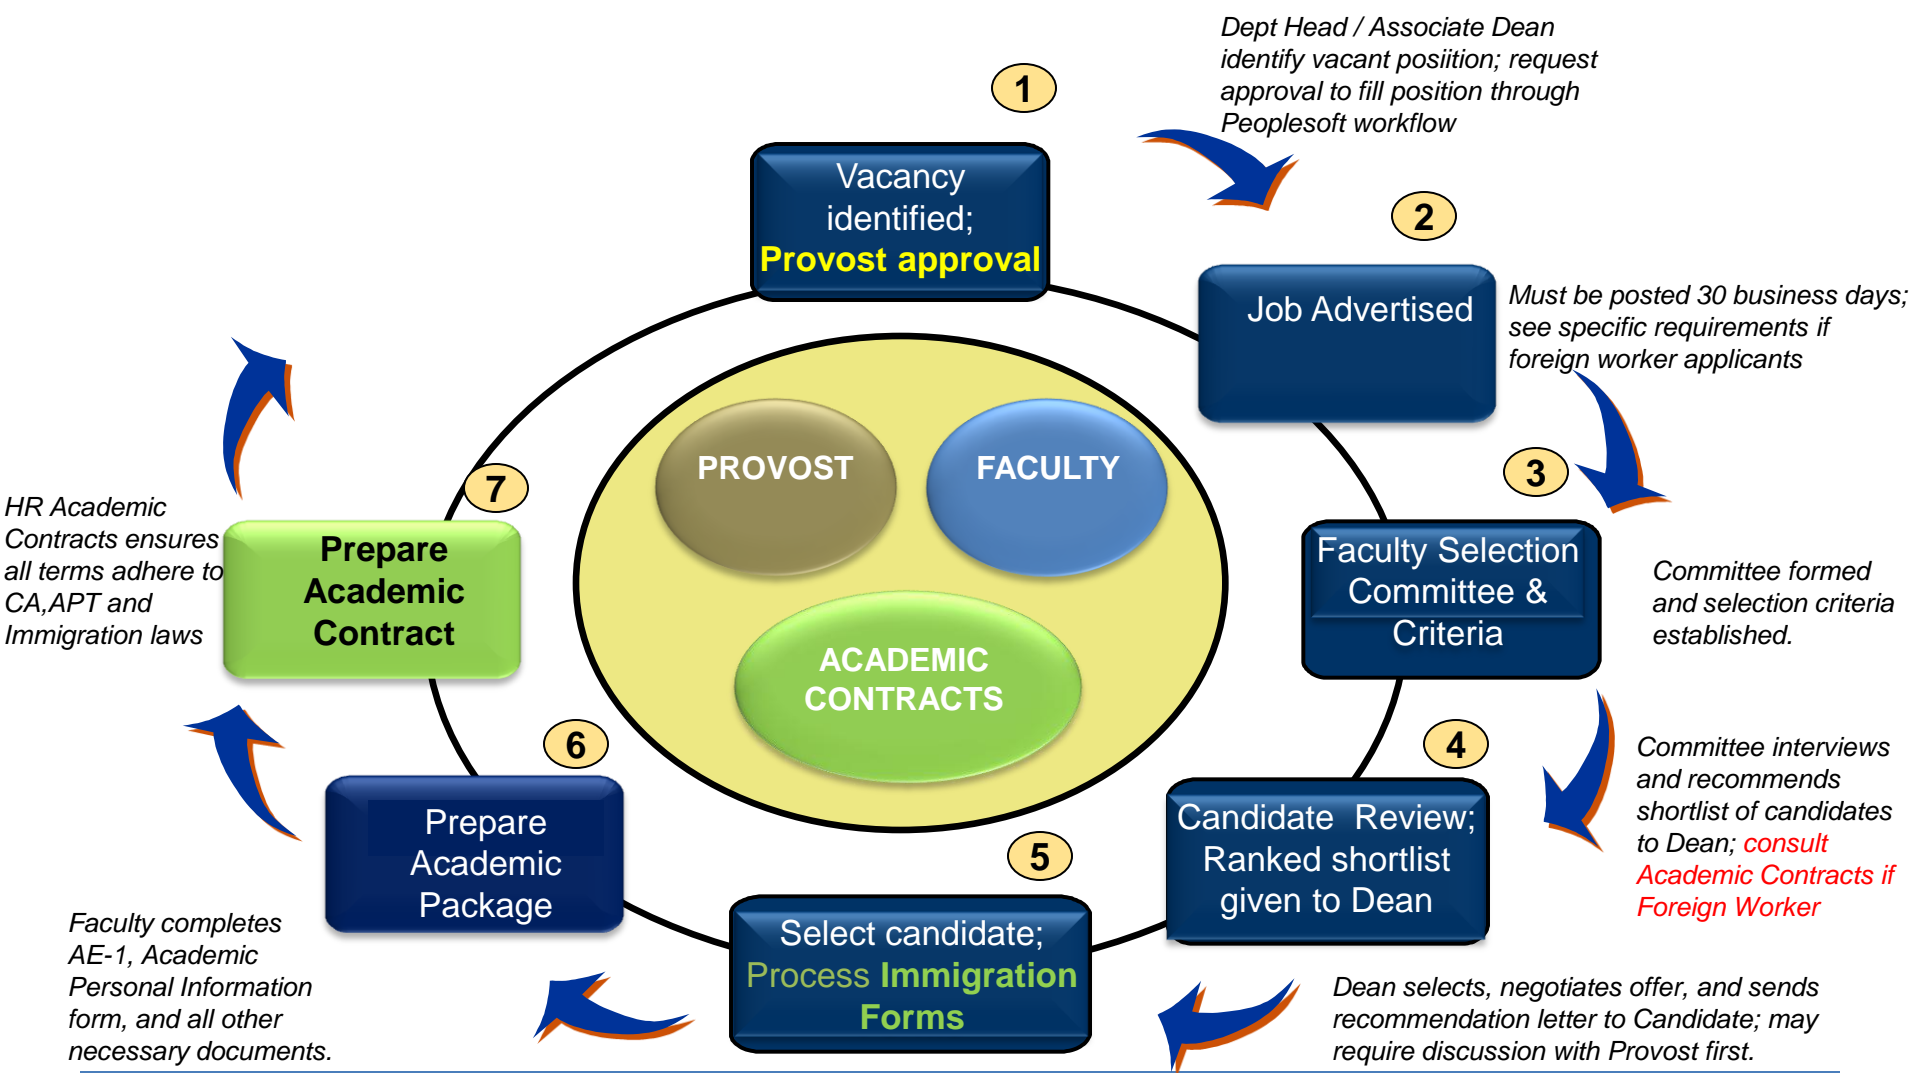 1
Dept Head / Associate Dean
identify vacant posiition; request
approval to fill position through
Peoplesoft workflow
Vacancy
identified;
Provost approval
2
Job Advertised
Must be posted 30 business days;
see specific requirements if
foreign worker applicants
3
Faculty Selection
Committee &
Criteria
Committee formed
and selection criteria
established.
4
Candidate Review;
Ranked shortlist
given to Dean
Committee interviews
and recommends
shortlist of candidates
to Dean; consult
Academic Contracts if
Foreign Worker
5
Select candidate;
Process Immigration
Forms
Dean selects, negotiates offer, and sends
recommendation letter to Candidate; may
require discussion with Provost first.
6
Prepare
Academic
Package
Faculty completes
AE-1, Academic
Personal Information
form, and all other
necessary documents.
7
Prepare
Academic
Contract
HR Academic
Contracts ensures
all terms adhere to
CA,APT and
Immigration laws
PROVOST
FACULTY
ACADEMIC
CONTRACTS